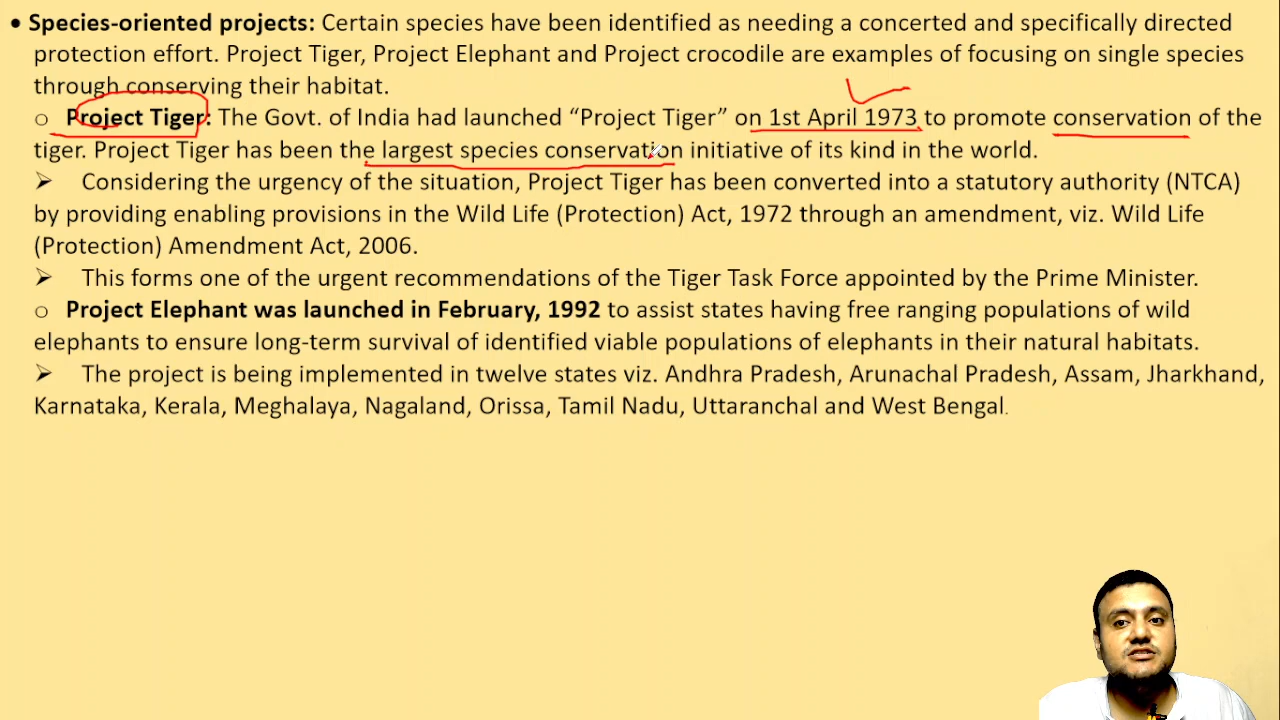 • Species-oriented projects: Certain species have been identified as needing a concerted and specifically directed
protection effort. Project Tiger, Project Elephant and Project crocodile are examples of focusing on single species
through conserving their habitat.
o Project Tiger: The Govt. of India had launched “Project Tiger” on 1st April 1973 to promote conservation of the
tiger. Project Tiger has been the largest species conservation initiative of its kind in the world.
➢ Considering the urgency of the situation, Project Tiger has been converted into a statutory authority (NTCA)
by providing enabling provisions in the Wild Life (Protection) Act, 1972 through an amendment, viz. Wild Life
(Protection) Amendment Act, 2006.
➢ This forms one of the urgent recommendations of the Tiger Task Force appointed by the Prime Minister.
o Project Elephant was launched in February, 1992 to assist states having free ranging populations of wild
elephants to ensure long-term survival of identified viable populations of elephants in their natural habitats.
➢ The project is being implemented in twelve states viz. Andhra Pradesh, Arunachal Pradesh, Assam, Jharkhand,
Karnataka, Kerala, Meghalaya, Nagaland, Orissa, Tamil Nadu, Uttaranchal and West Bengal.